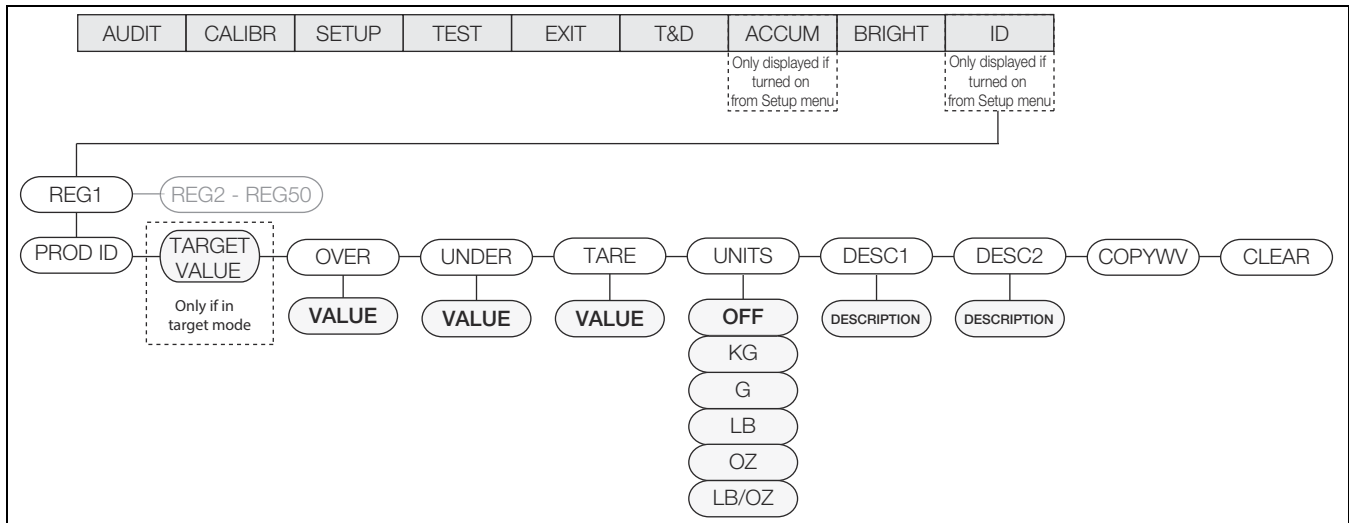 AUDIT CALIBR SETUP TEST EXIT T&D ACCUM BRIGHT ID
Only displayed if turned on from Setup menu
Only displayed if turned on from Setup menu
REG1 REG2 - REG50
PROD ID TARGET VALUE OVER UNDER TARE UNITS DESC1 DESC2 COPYWV CLEAR
Only if in target mode
VALUE VALUE VALUE OFF DESCRIPTION DESCRIPTION
KG
G
LB
OZ
LB/OZ